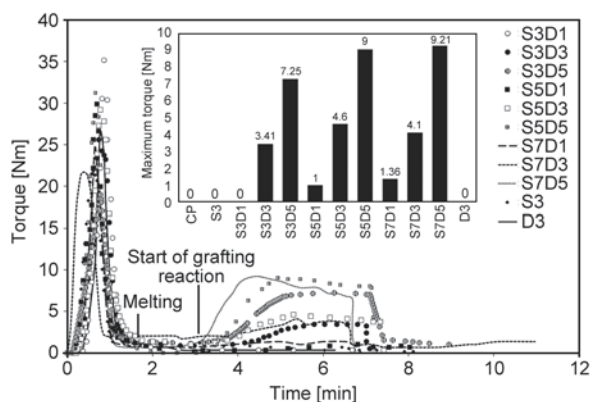 40
35
30
25
20
15
10
5
0
Torque [Nm]
0 2 4 6 8 10 12
Time [min]
Melting
Start of grafting
reaction
Maximum torque [Nm]
10
9
8
7
6
5
4
3
2
1
0
0 0 0 3.41 7.25 1 4.6 9 1.36 4.1 9.21 0
CP S3 S3D1 S3D3 S3D5 S5D1 S5D3 S5D5 S7D1 S7D3 S7D5 D3
S3D1
S3D3
S3D5
S5D1
S5D3
S5D5
S7D1
S7D3
S7D5
S3
D3